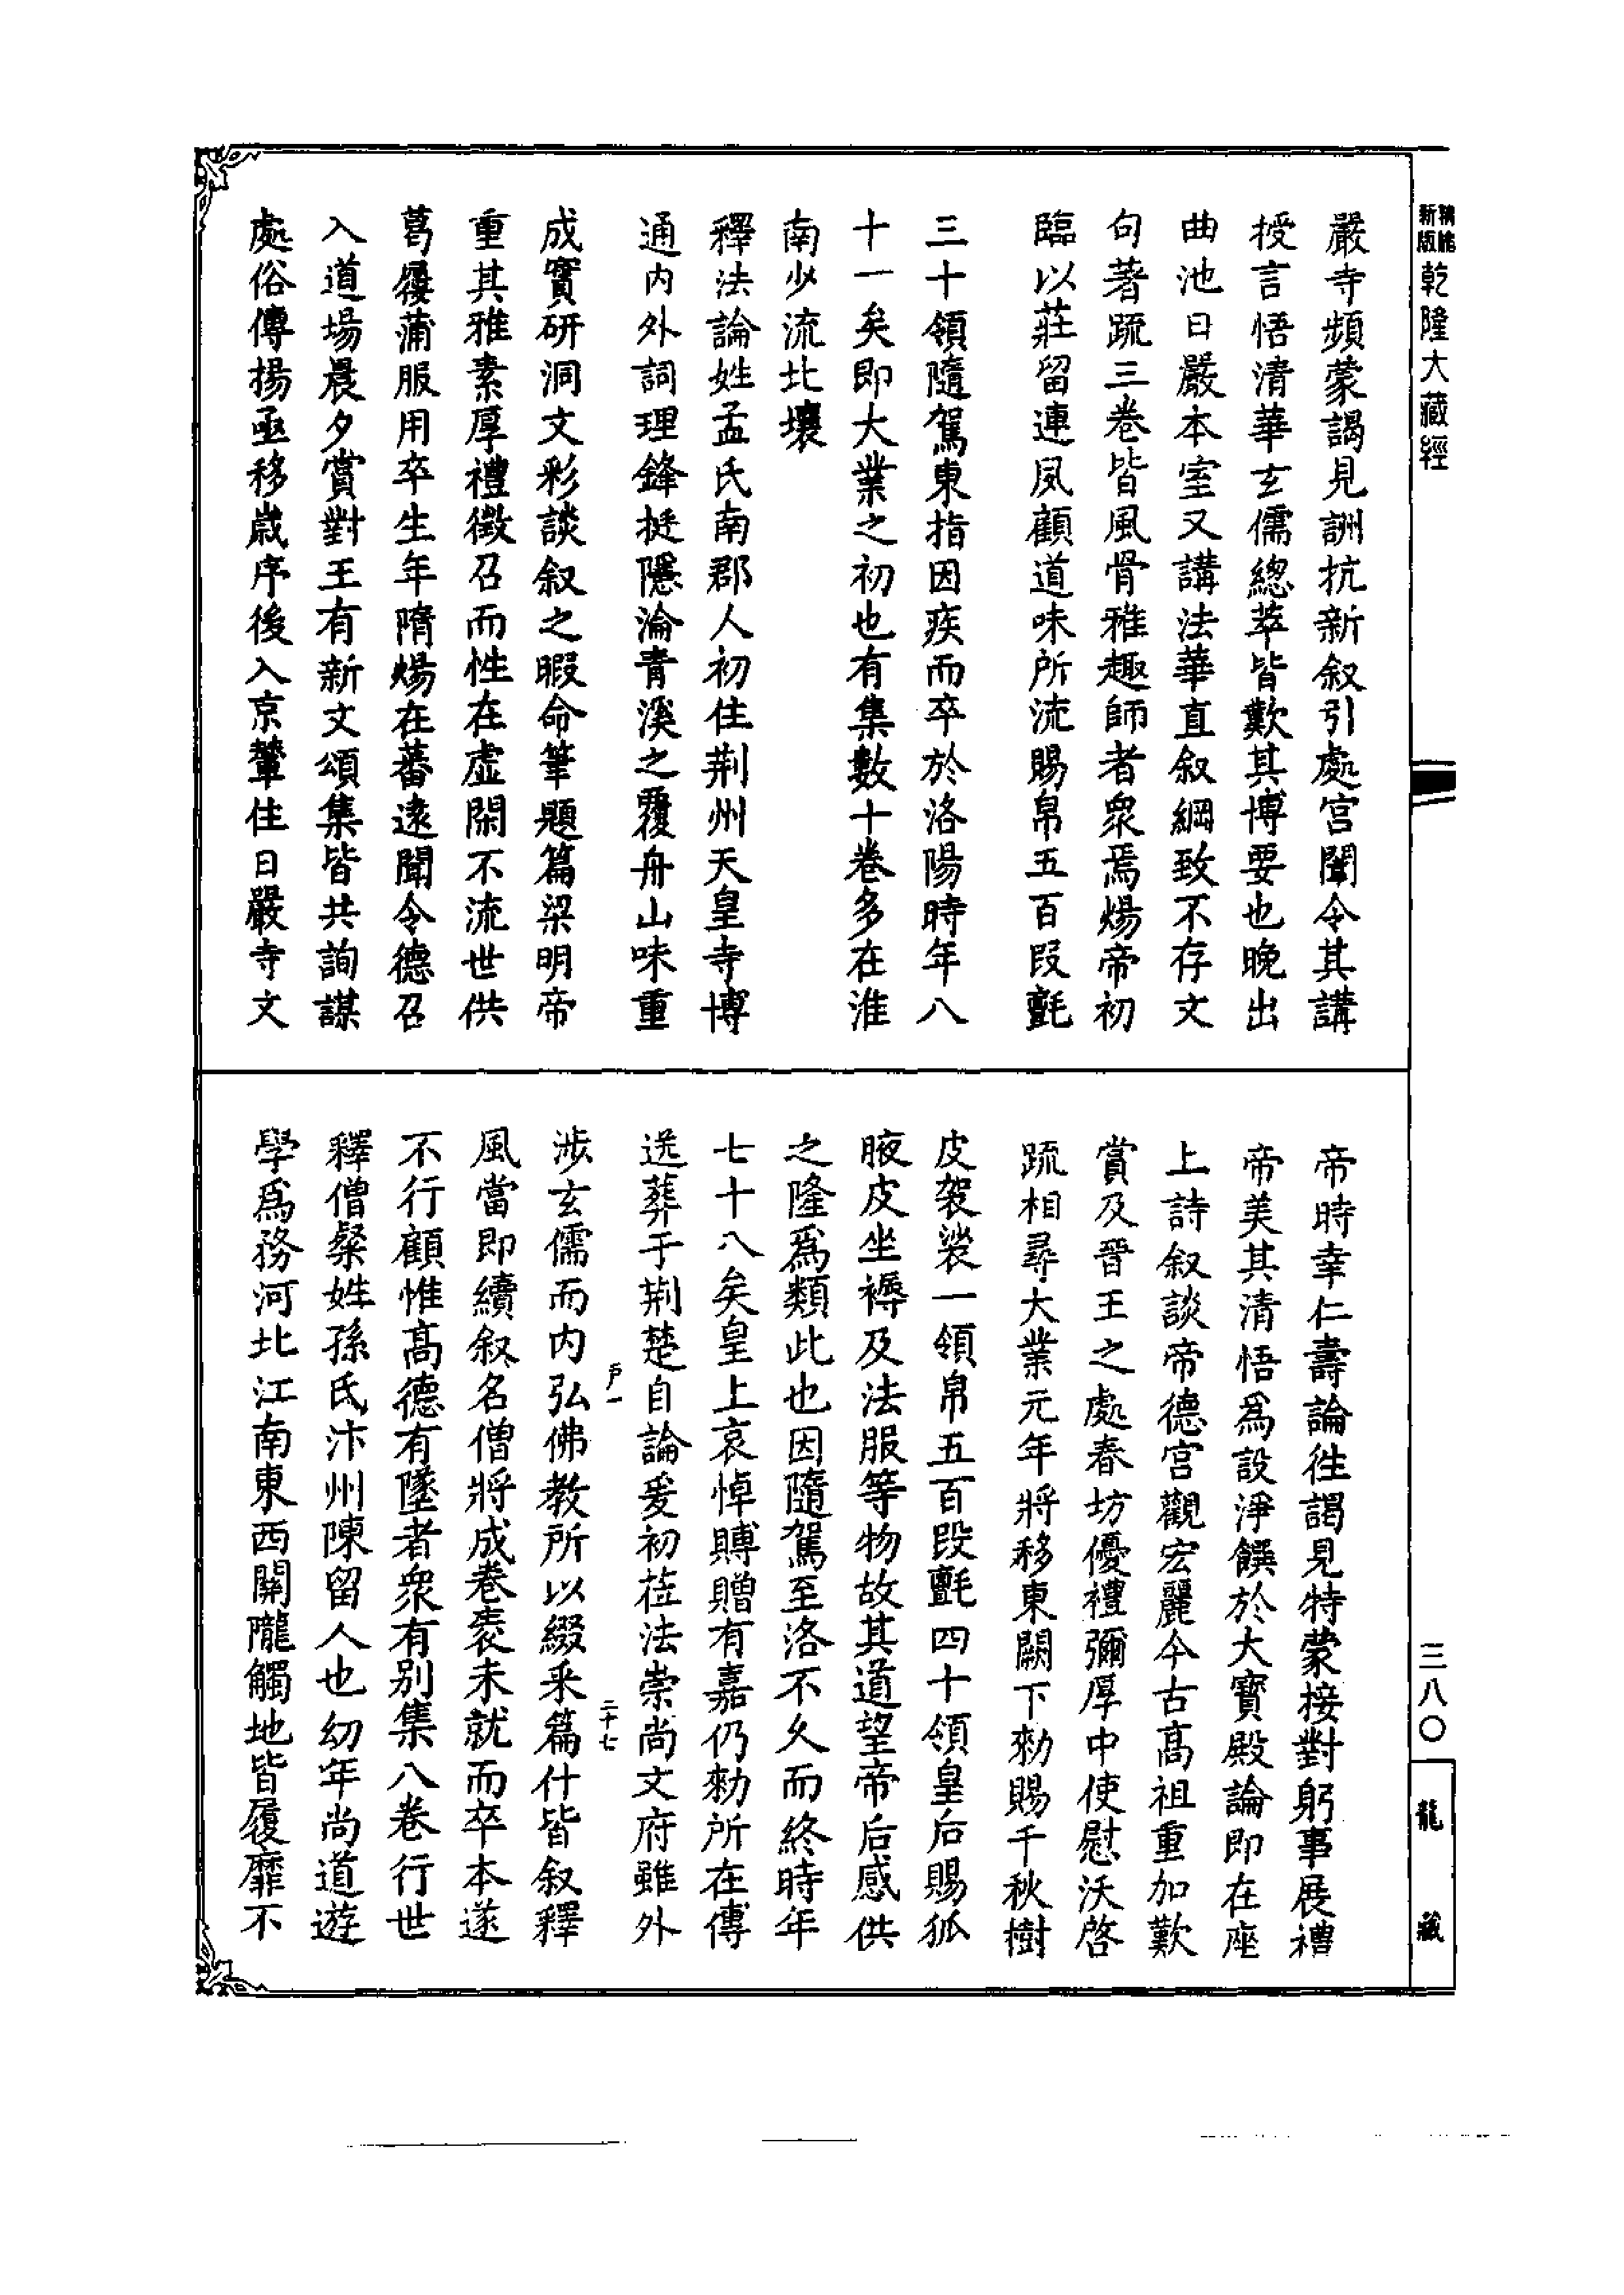 新版
乾隆大藏經
嚴寺頻蒙謁見詶抗新叙引處宫闈令其講
授言悟清華玄儒總萃皆歎其博要也晚出
曲池日嚴本室又講法華直叙綱致不存文
句著疏三卷皆風骨雅趣師者衆焉煬帝初
臨以莊留連夙顧道味所流賜帛五百段氈
三十領隨駕東指因疾而卒於洛陽時年八
十一矣即大業之初也有集數十卷多在淮
南少流北壤
釋法論姓孟氏南郡人初住荆州天皇寺博
通内外詞理鋒挺隱淪青溪之覆舟山味重
成實研洞文彩談叙之暇命筆題篇梁明帝
重其雅素厚禮徵召而性在虚閑不流世供
葛屨蒲服用卒生年隋煬在蕃逺聞令德召
入道場晨夕賞對王有新文頌集皆共詢謀
處俗傳揚亟移歲序後入京輦住日嚴寺文
帝時幸仁壽論徃謁見特蒙接對躬事展禮
帝美其清悟爲設淨饌於大寶殿論即在座
上詩叙談帝德宫觀宏麗今古髙祖重加歎
賞及晉王之處春坊優禮彌厚中使慰沃啓
疏相尋大業元年將移東闕下勑賜千秋樹
皮袈裟一領帛五百段氈四十領皇后賜狐
腋皮坐褥及法服等物故其道望帝后感供
之隆爲類此也因隨駕至洛不久而終時年
七十八矣皇上哀悼賻贈有嘉仍勑所在傳
送葬于荆楚自論爰初莅法崇尚文府雖外
涉玄儒而内弘佛教所以綴采篇什皆叙釋
風當即續叙名僧將成卷袠未就而卒本遂
不行顧惟髙德有墜者衆有别集八卷行世
釋僧粲姓孫氏汴州陳留人也幼年尚道遊
學爲務河北江南東西關隴觸地皆履靡不
二十七
三八〇
龍藏